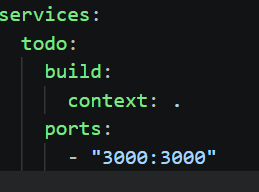 services:
  todo:
    build:
      context: .
    ports:
      - "3000:3000"